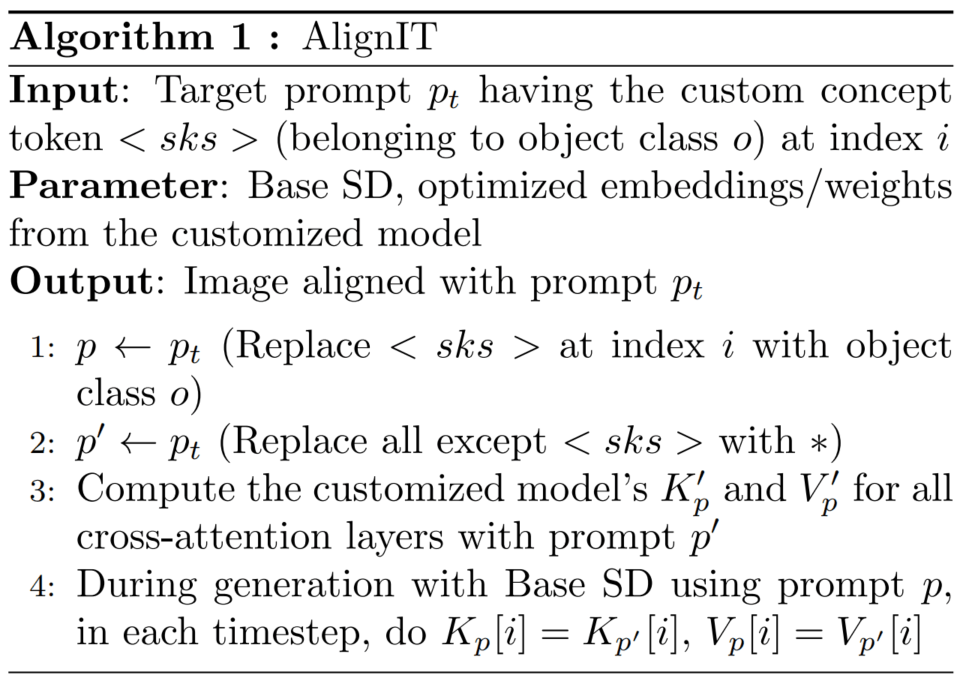 Algorithm 1 : AlignIT
Input: Target prompt p_t having the custom concept
token < sks > (belonging to object class o) at index i
Parameter: Base SD, optimized embeddings/weights
from the customized model
Output: Image aligned with prompt p_t
1: p ← p_t (Replace < sks > at index i with object
class o)
2: p′ ← p_t (Replace all except < sks > with ∗)
3: Compute the customized model's K′_p and V′_p for all
cross-attention layers with prompt p′
4: During generation with Base SD using prompt p,
in each timestep, do K_p[i] = K_{p′}[i], V_p[i] = V_{p′}[i]